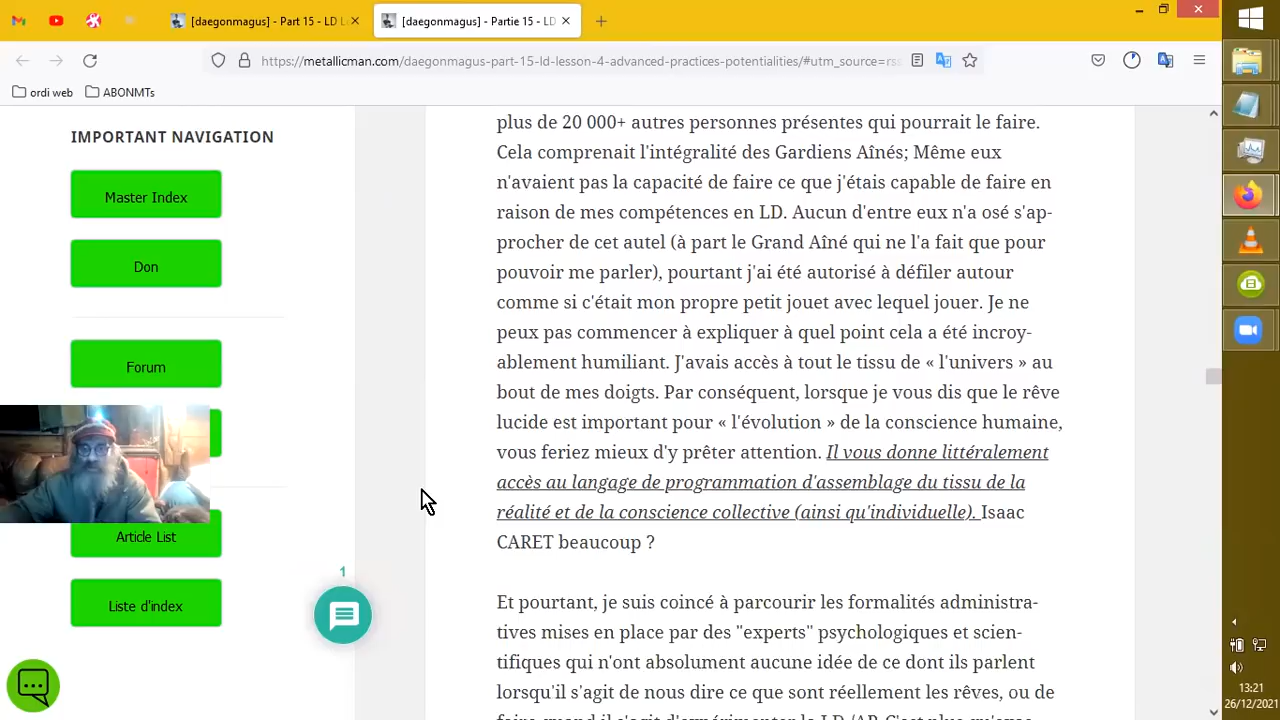 [daegonmagus] - Part 15 - LD L
[daegonmagus] - Partie 15 - LD
https://metallicman.com/daegonmagus-part-15-ld-lesson-4-advanced-practices-potentialities/#utm_source=rs
ordi web
ABONMTs
IMPORTANT NAVIGATION
Master Index
Don
Forum
Article List
Liste d'index
1
plus de 20 000+ autres personnes présentes qui pourrait le faire.
Cela comprenait l'intégralité des Gardiens Aînés; Même eux
n'avaient pas la capacité de faire ce que j'étais capable de faire en
raison de mes compétences en LD. Aucun d'entre eux n'a osé s'ap-
procher de cet autel (à part le Grand Aîné qui ne l'a fait que pour
pouvoir me parler), pourtant j'ai été autorisé à défiler autour
comme si c'était mon propre petit jouet avec lequel jouer. Je ne
peux pas commencer à expliquer à quel point cela a été incroy-
ablement humiliant. J'avais accès à tout le tissu de « l'univers » au
bout de mes doigts. Par conséquent, lorsque je vous dis que le rêve
lucide est important pour « l'évolution » de la conscience humaine,
vous feriez mieux d'y prêter attention. Il vous donne littéralement
accès au langage de programmation d'assemblage du tissu de la
réalité et de la conscience collective (ainsi qu'individuelle). Isaac
CARET beaucoup ?
Et pourtant, je suis coincé à parcourir les formalités administra-
tives mises en place par des "experts" psychologiques et scien-
tifiques qui n'ont absolument aucune idée de ce dont ils parlent
lorsqu'il s'agit de nous dire ce que sont réellement les rêves, ou de
13:21
26/12/2021